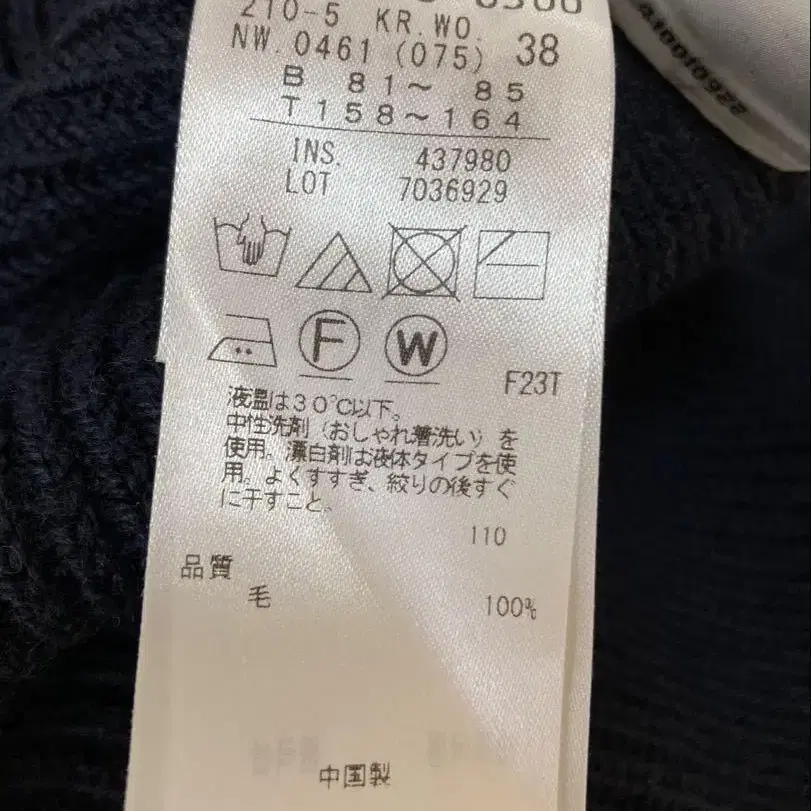 210-5 KR.WO.
NW.0461(075) 38
B 81～ 85
T158～164
INS. 437980
LOT 7036929
F
W
F23T
液温は30℃以下。
中性洗剤(おしゃれ着洗い)を
使用。漂白剤は液体タイプを使
用。よくすすぎ、絞りの後すぐ
に干すこと。
110
品質
毛 100%
中国製